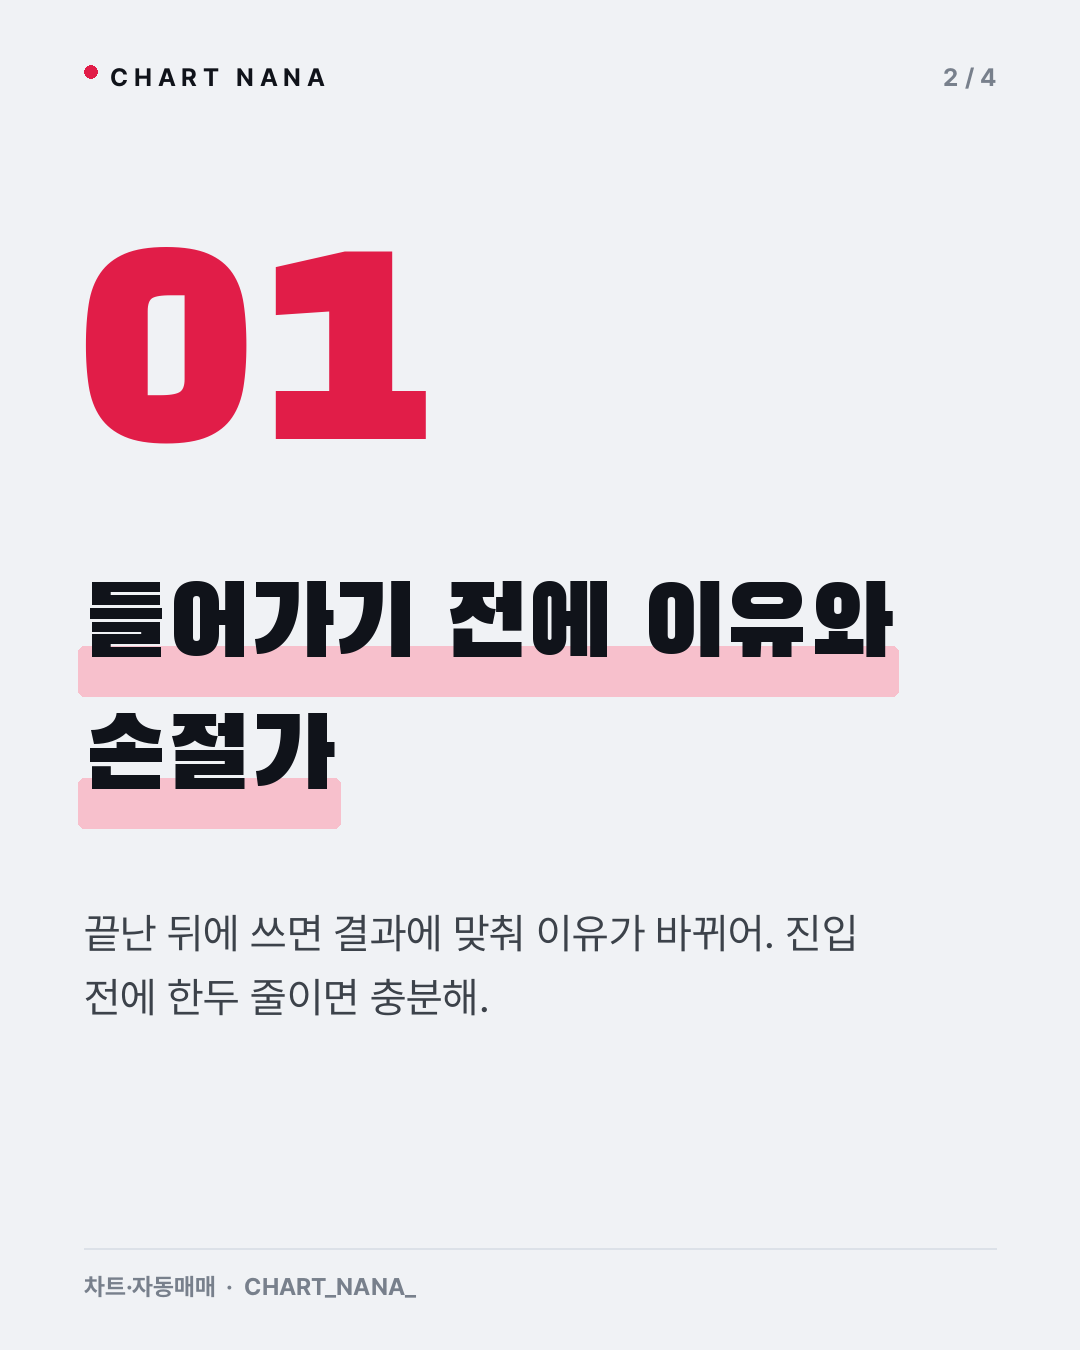 CHART NANA
2 / 4
01
들어가기 전에 이유와
손절가
끝난 뒤에 쓰면 결과에 맞춰 이유가 바뀌어. 진입
전에 한두 줄이면 충분해.
차트·자동매매 · CHART_NANA_